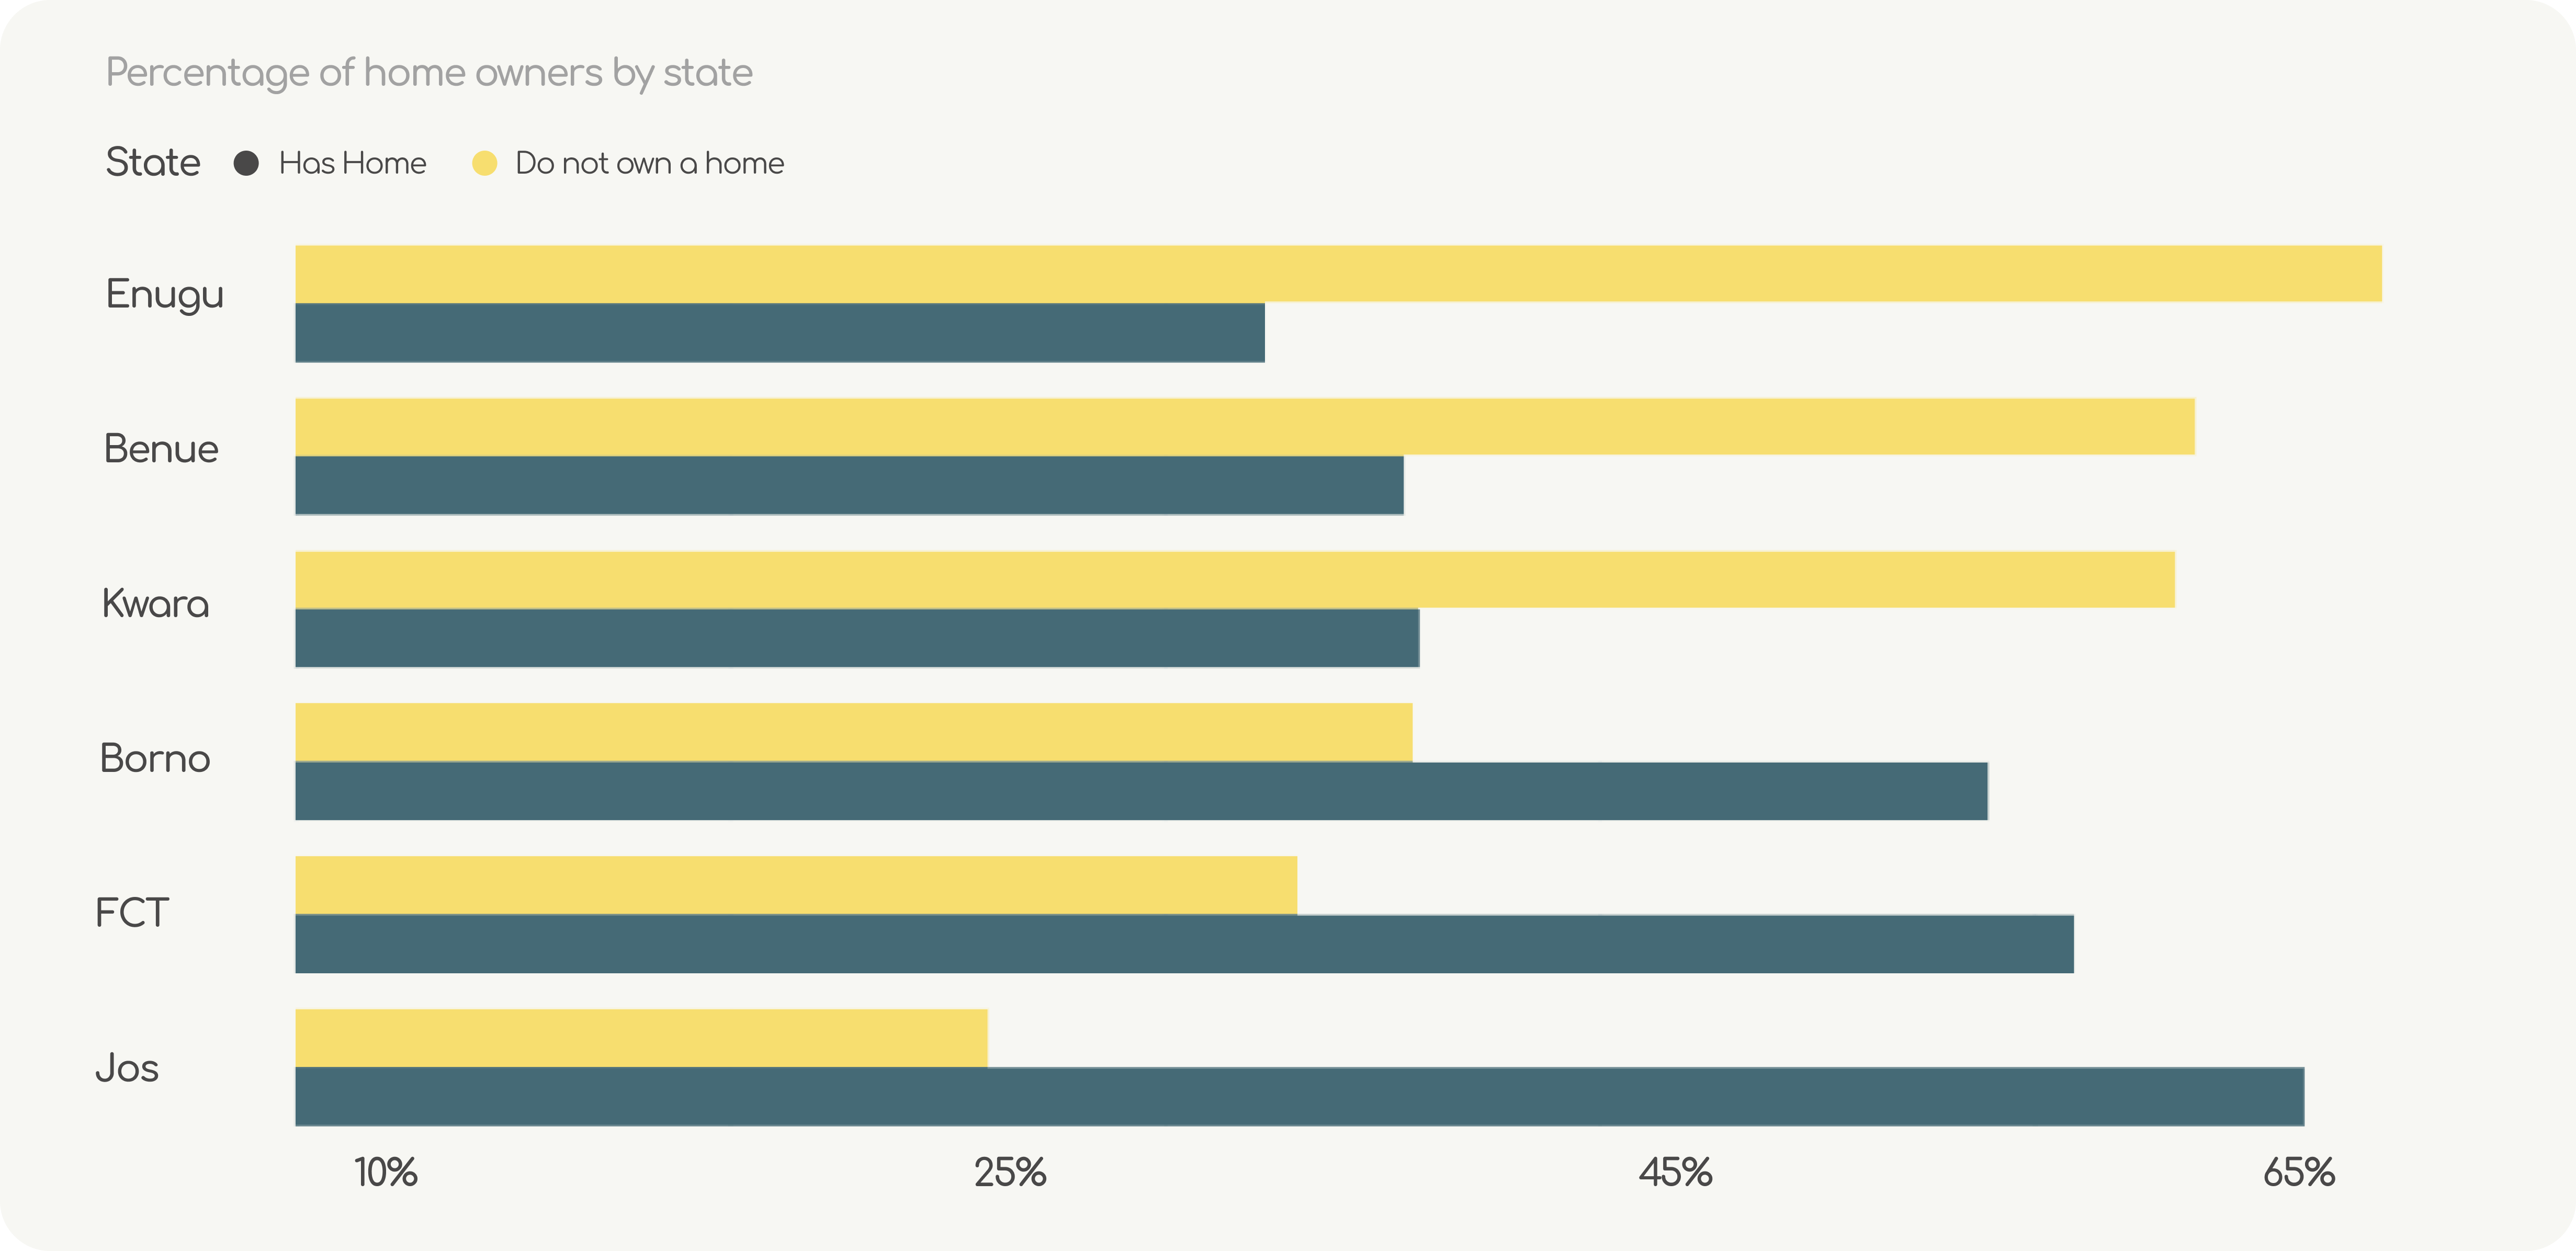 Percentage of home owners by state
State Has Home Do not own a home
Enugu
Benue
Kwara
Borno
FCT
Jos
10% 25% 45% 65%